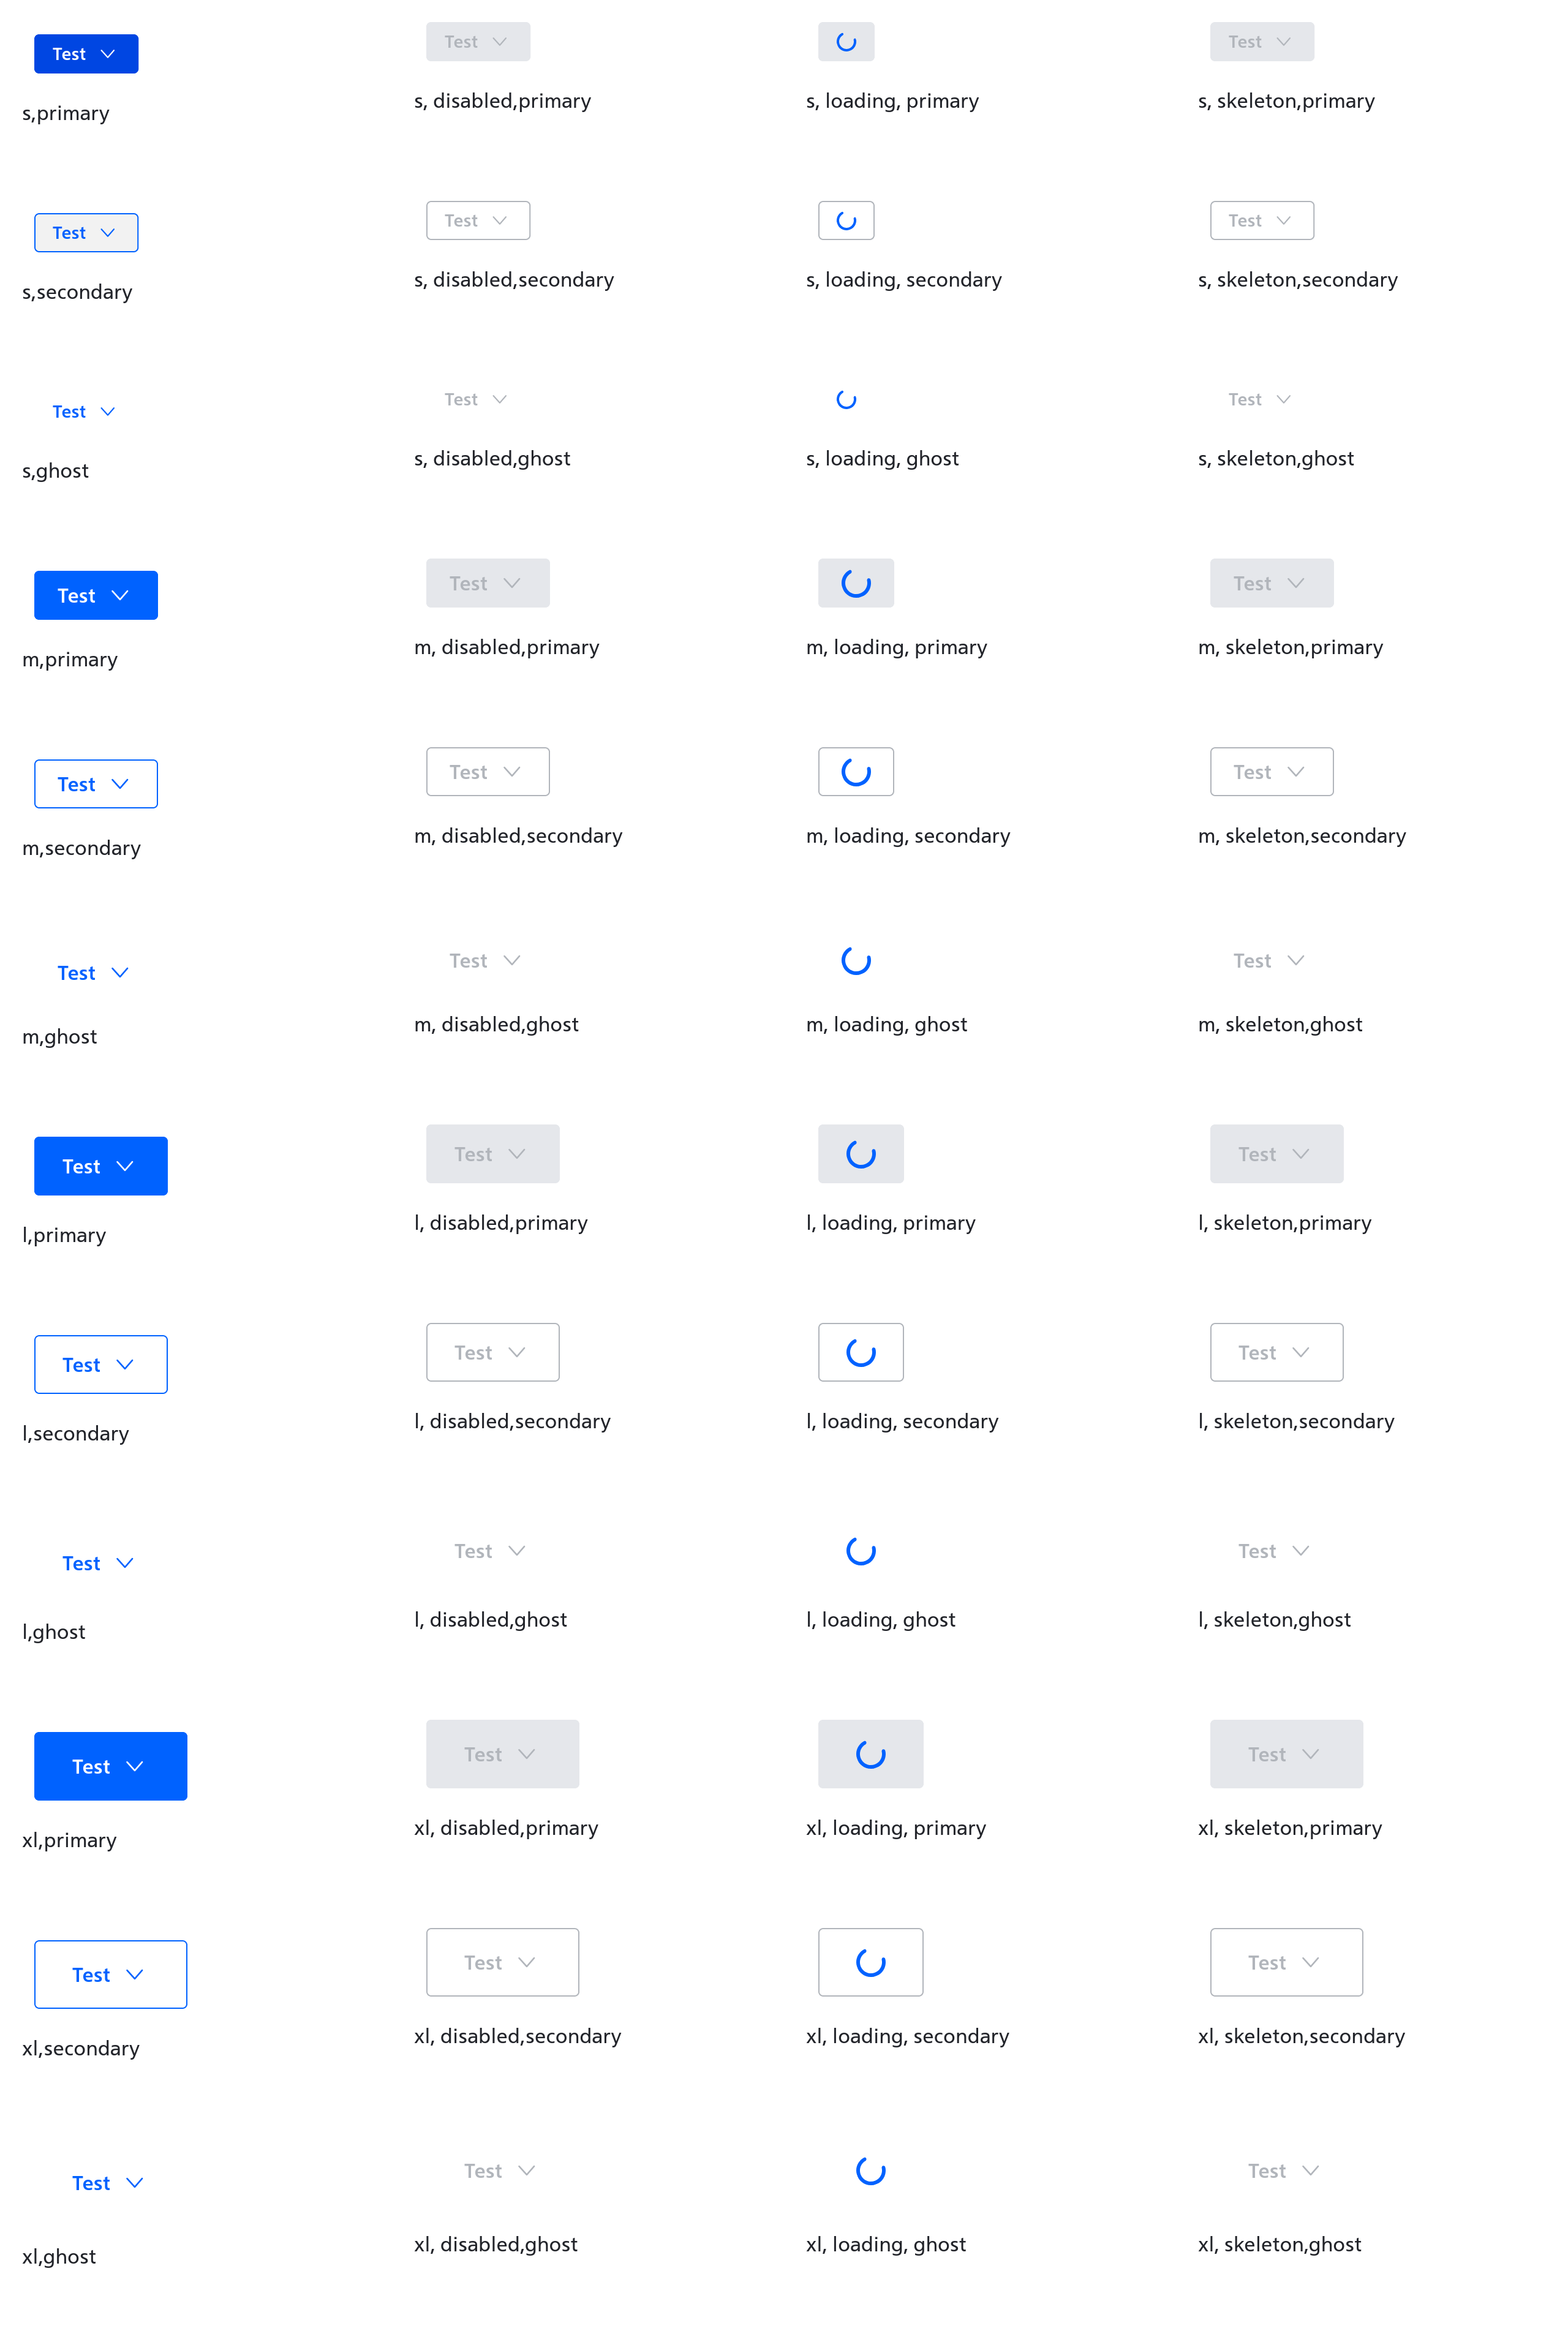 Test
Test
Test
s,primary
s, disabled,primary
s, loading, primary
s, skeleton,primary
Test
Test
Test
s,secondary
s, disabled,secondary
s, loading, secondary
s, skeleton,secondary
Test
Test
Test
s,ghost
s, disabled,ghost
s, loading, ghost
s, skeleton,ghost
Test
Test
Test
m,primary
m, disabled,primary
m, loading, primary
m, skeleton,primary
Test
Test
Test
m,secondary
m, disabled,secondary
m, loading, secondary
m, skeleton,secondary
Test
Test
Test
m,ghost
m, disabled,ghost
m, loading, ghost
m, skeleton,ghost
Test
Test
Test
l,primary
l, disabled,primary
l, loading, primary
l, skeleton,primary
Test
Test
Test
l,secondary
l, disabled,secondary
l, loading, secondary
l, skeleton,secondary
Test
Test
Test
l,ghost
l, disabled,ghost
l, loading, ghost
l, skeleton,ghost
Test
Test
Test
xl,primary
xl, disabled,primary
xl, loading, primary
xl, skeleton,primary
Test
Test
Test
xl,secondary
xl, disabled,secondary
xl, loading, secondary
xl, skeleton,secondary
Test
Test
Test
xl,ghost
xl, disabled,ghost
xl, loading, ghost
xl, skeleton,ghost